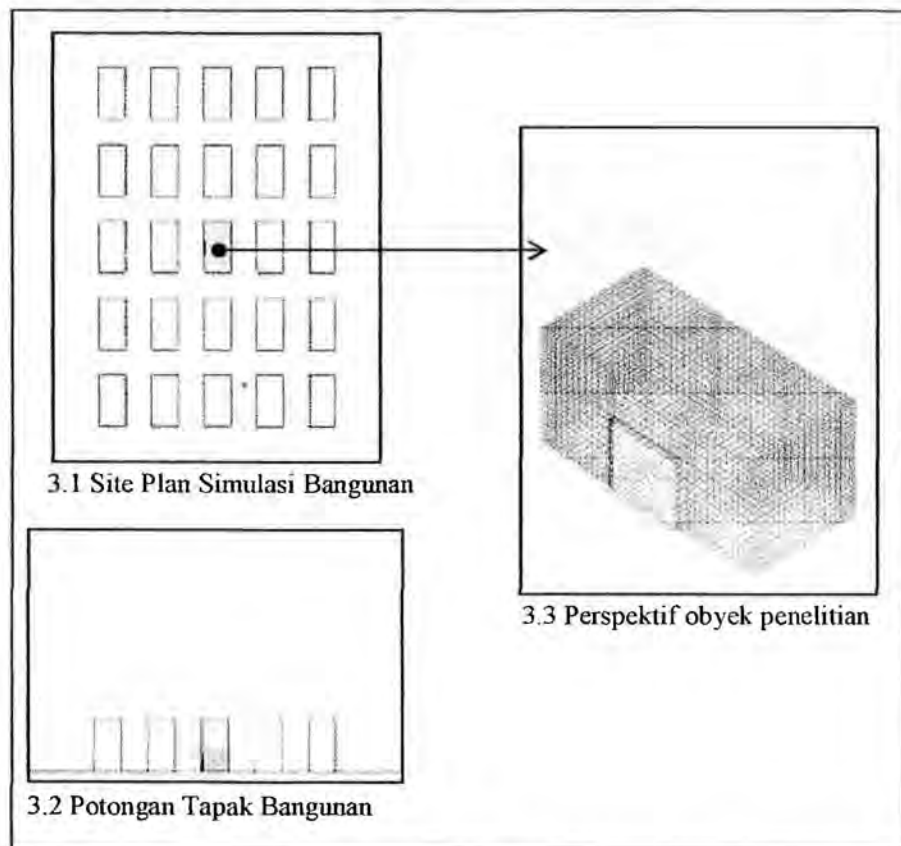 3.1 Site Plan Simulasi Bangunan
3.3 Perspektif obyek penelitian
3.2 Potongan Tapak Bangunan